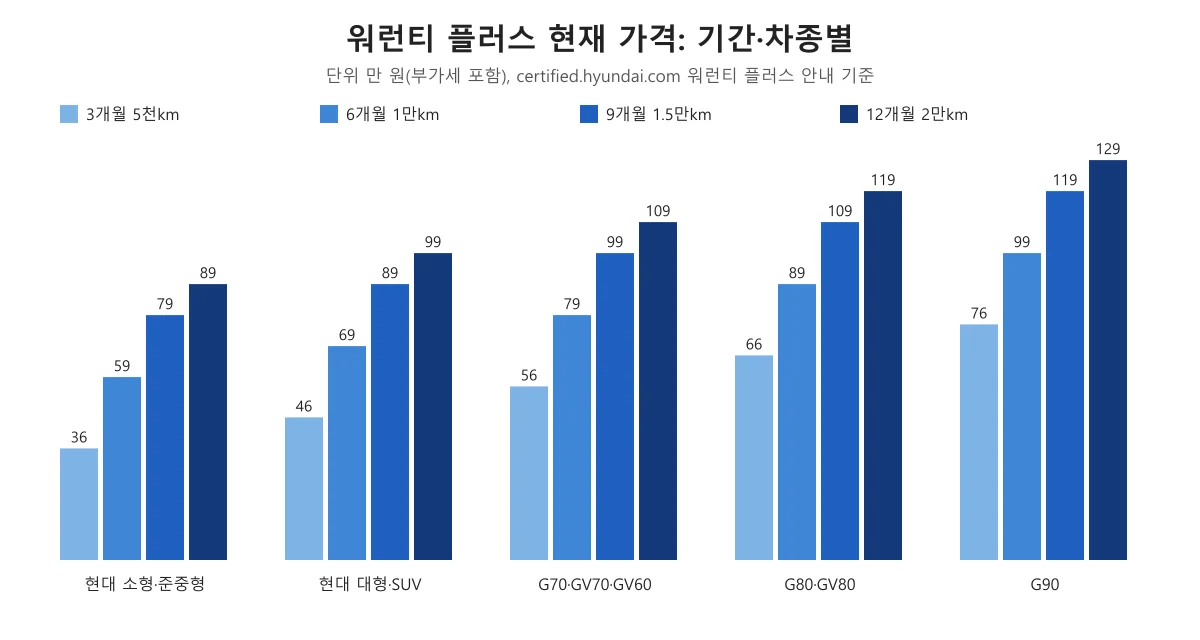 워런티 플러스 현재 가격: 기간·차종별
단위 만 원(부가세 포함), certified.hyundai.com 워런티 플러스 안내 기준
3개월 5천km 6개월 1만km 9개월 1.5만km 12개월 2만km
36 59 79 89
46 69 89 99
56 79 99 109
66 89 109 119
76 99 119 129
현대 소형·준중형 현대 대형·SUV G70·GV70·GV60 G80·GV80 G90